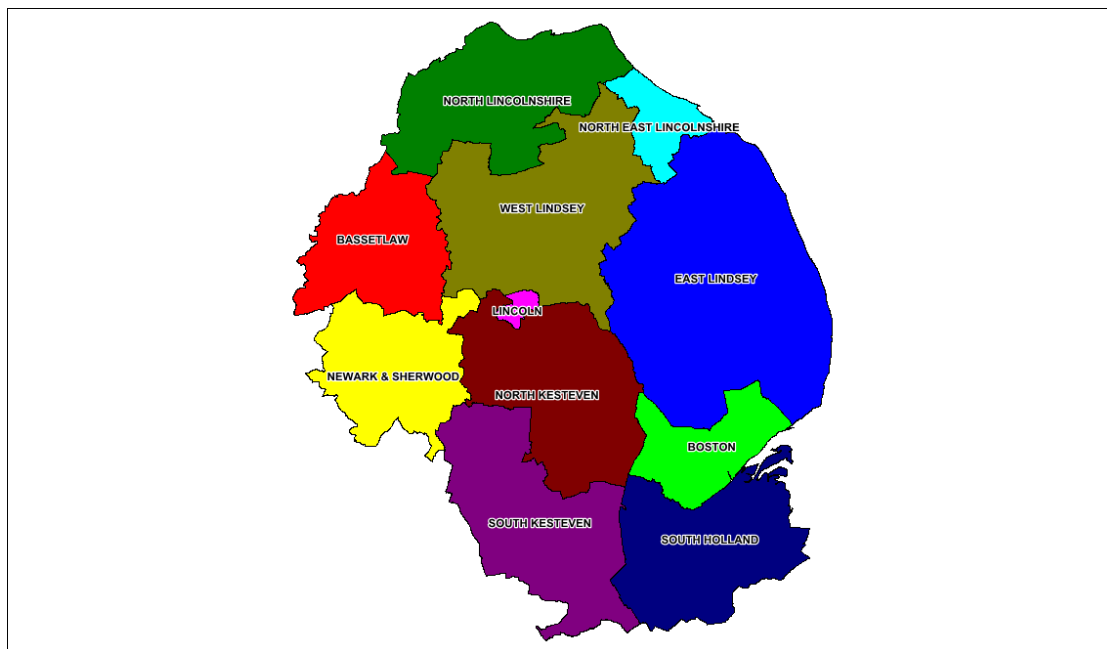 NORTH LINCOLNSHIRE
NORTH EAST LINCOLNSHIRE
WEST LINDSEY
BASSETLAW
EAST LINDSEY
LINCOLN
NEWARK & SHERWOOD
NORTH KESTEVEN
BOSTON
SOUTH KESTEVEN
SOUTH HOLLAND